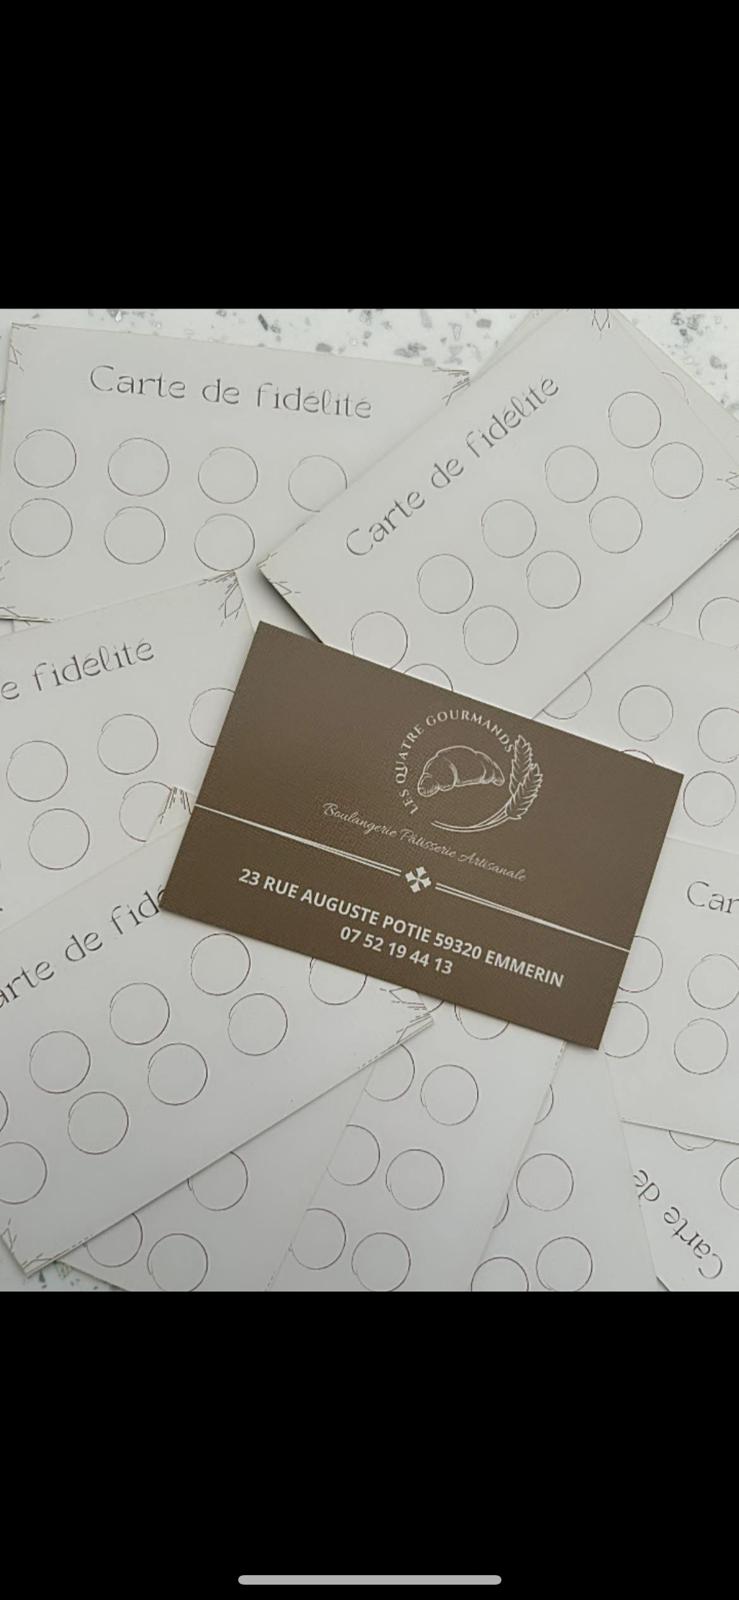 Carte de fidélité
Carte de fidélité
e fidélité
arte de fid
LES QUATRE GOURMANDS
Boulangerie Pâtisserie Artisanale
23 RUE AUGUSTE POTIE 59320 EMMERIN
07 52 19 44 13
Car
Carte de